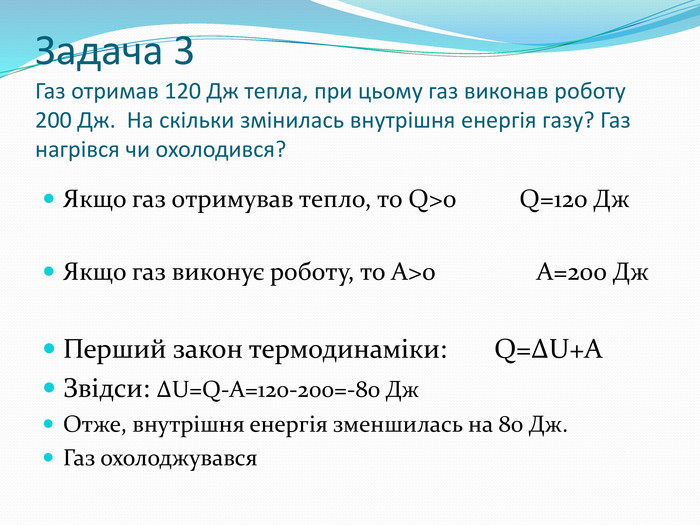 Задача 3
Газ отримав 120 Дж тепла, при цьому газ виконав роботу
200 Дж.  На скільки змінилась внутрішня енергія газу? Газ
нагрівся чи охолодився?
• Якщо газ отримував тепло, то Q>0 Q=120 Дж
• Якщо газ виконує роботу, то A>0 A=200 Дж
• Перший закон термодинаміки: Q=ΔU+A
• Звідси: ΔU=Q-A=120-200=-80 Дж
• Отже, внутрішня енергія зменшилась на 80 Дж.
• Газ охолоджувався